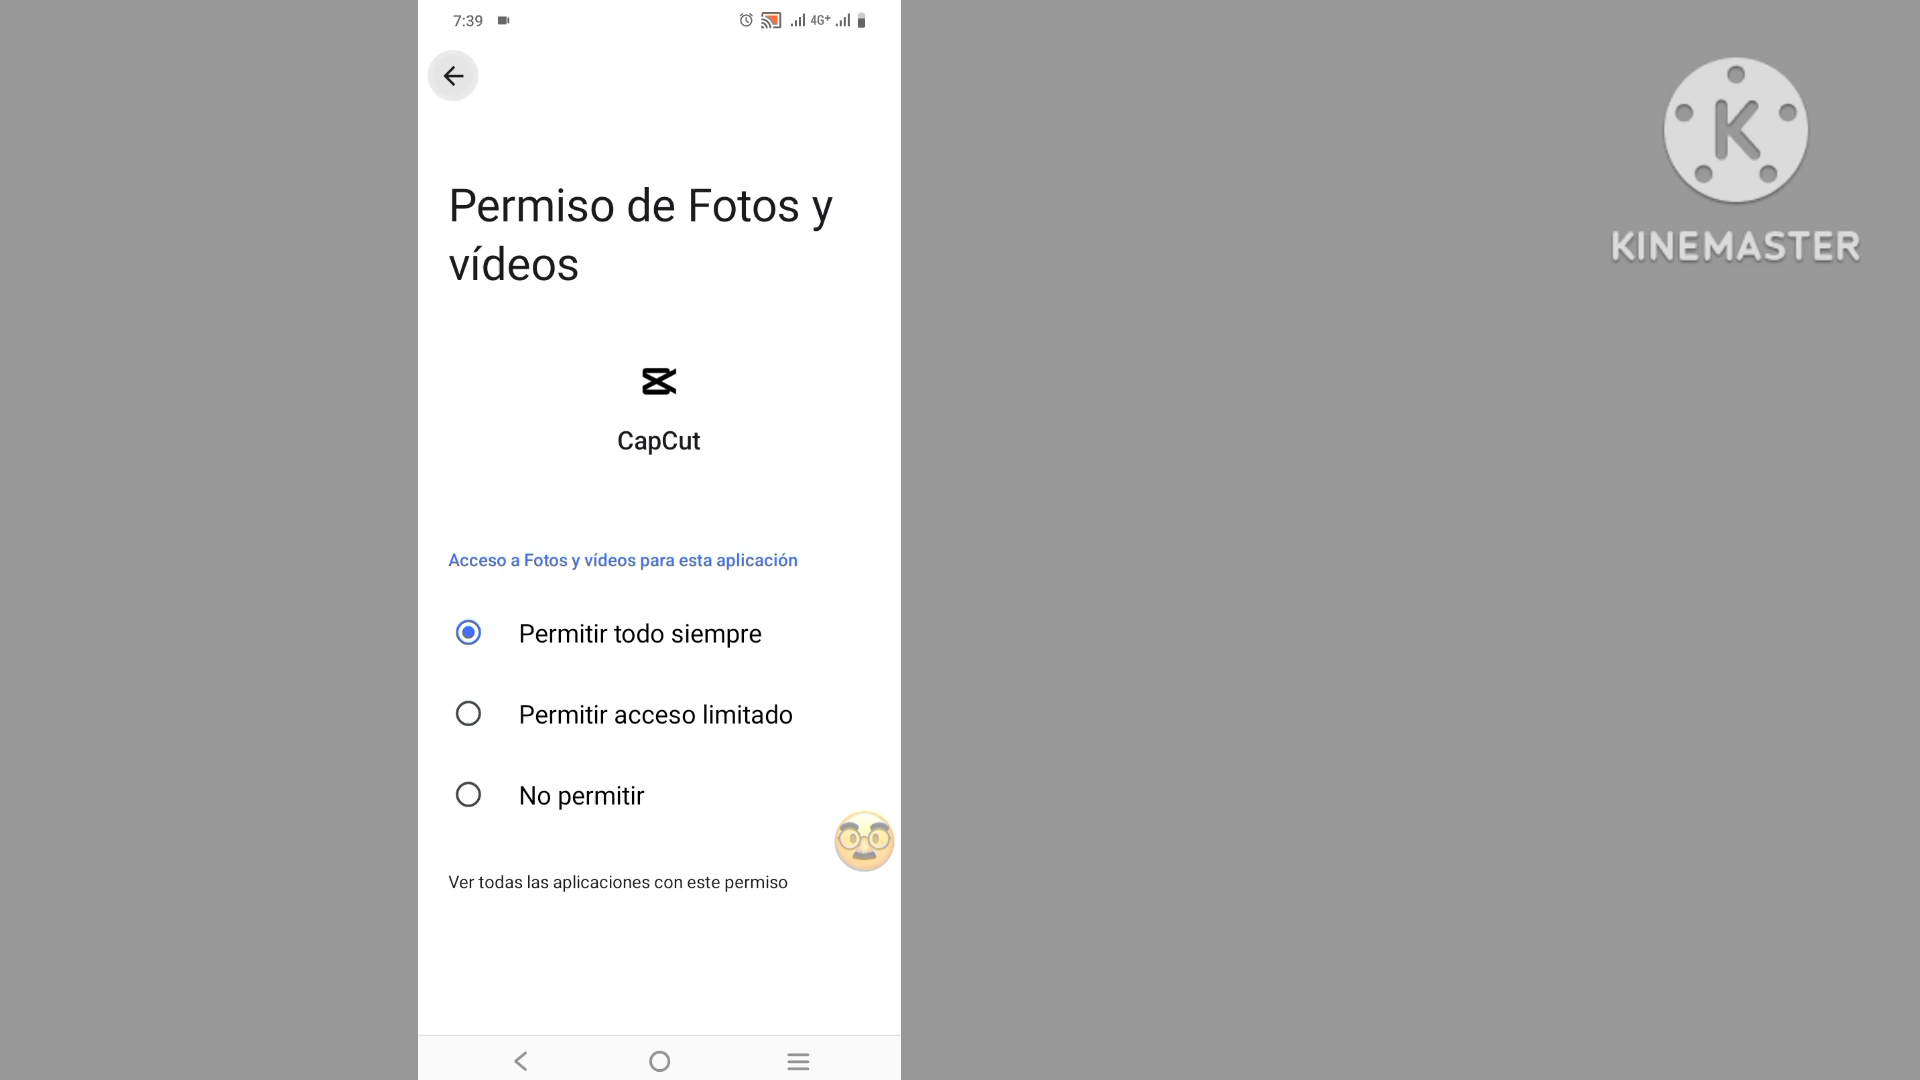 7:39
4G+
Permiso de Fotos y
vídeos
CapCut
Acceso a Fotos y vídeos para esta aplicación
Permitir todo siempre
Permitir acceso limitado
No permitir
Ver todas las aplicaciones con este permiso
K
KINEMASTER